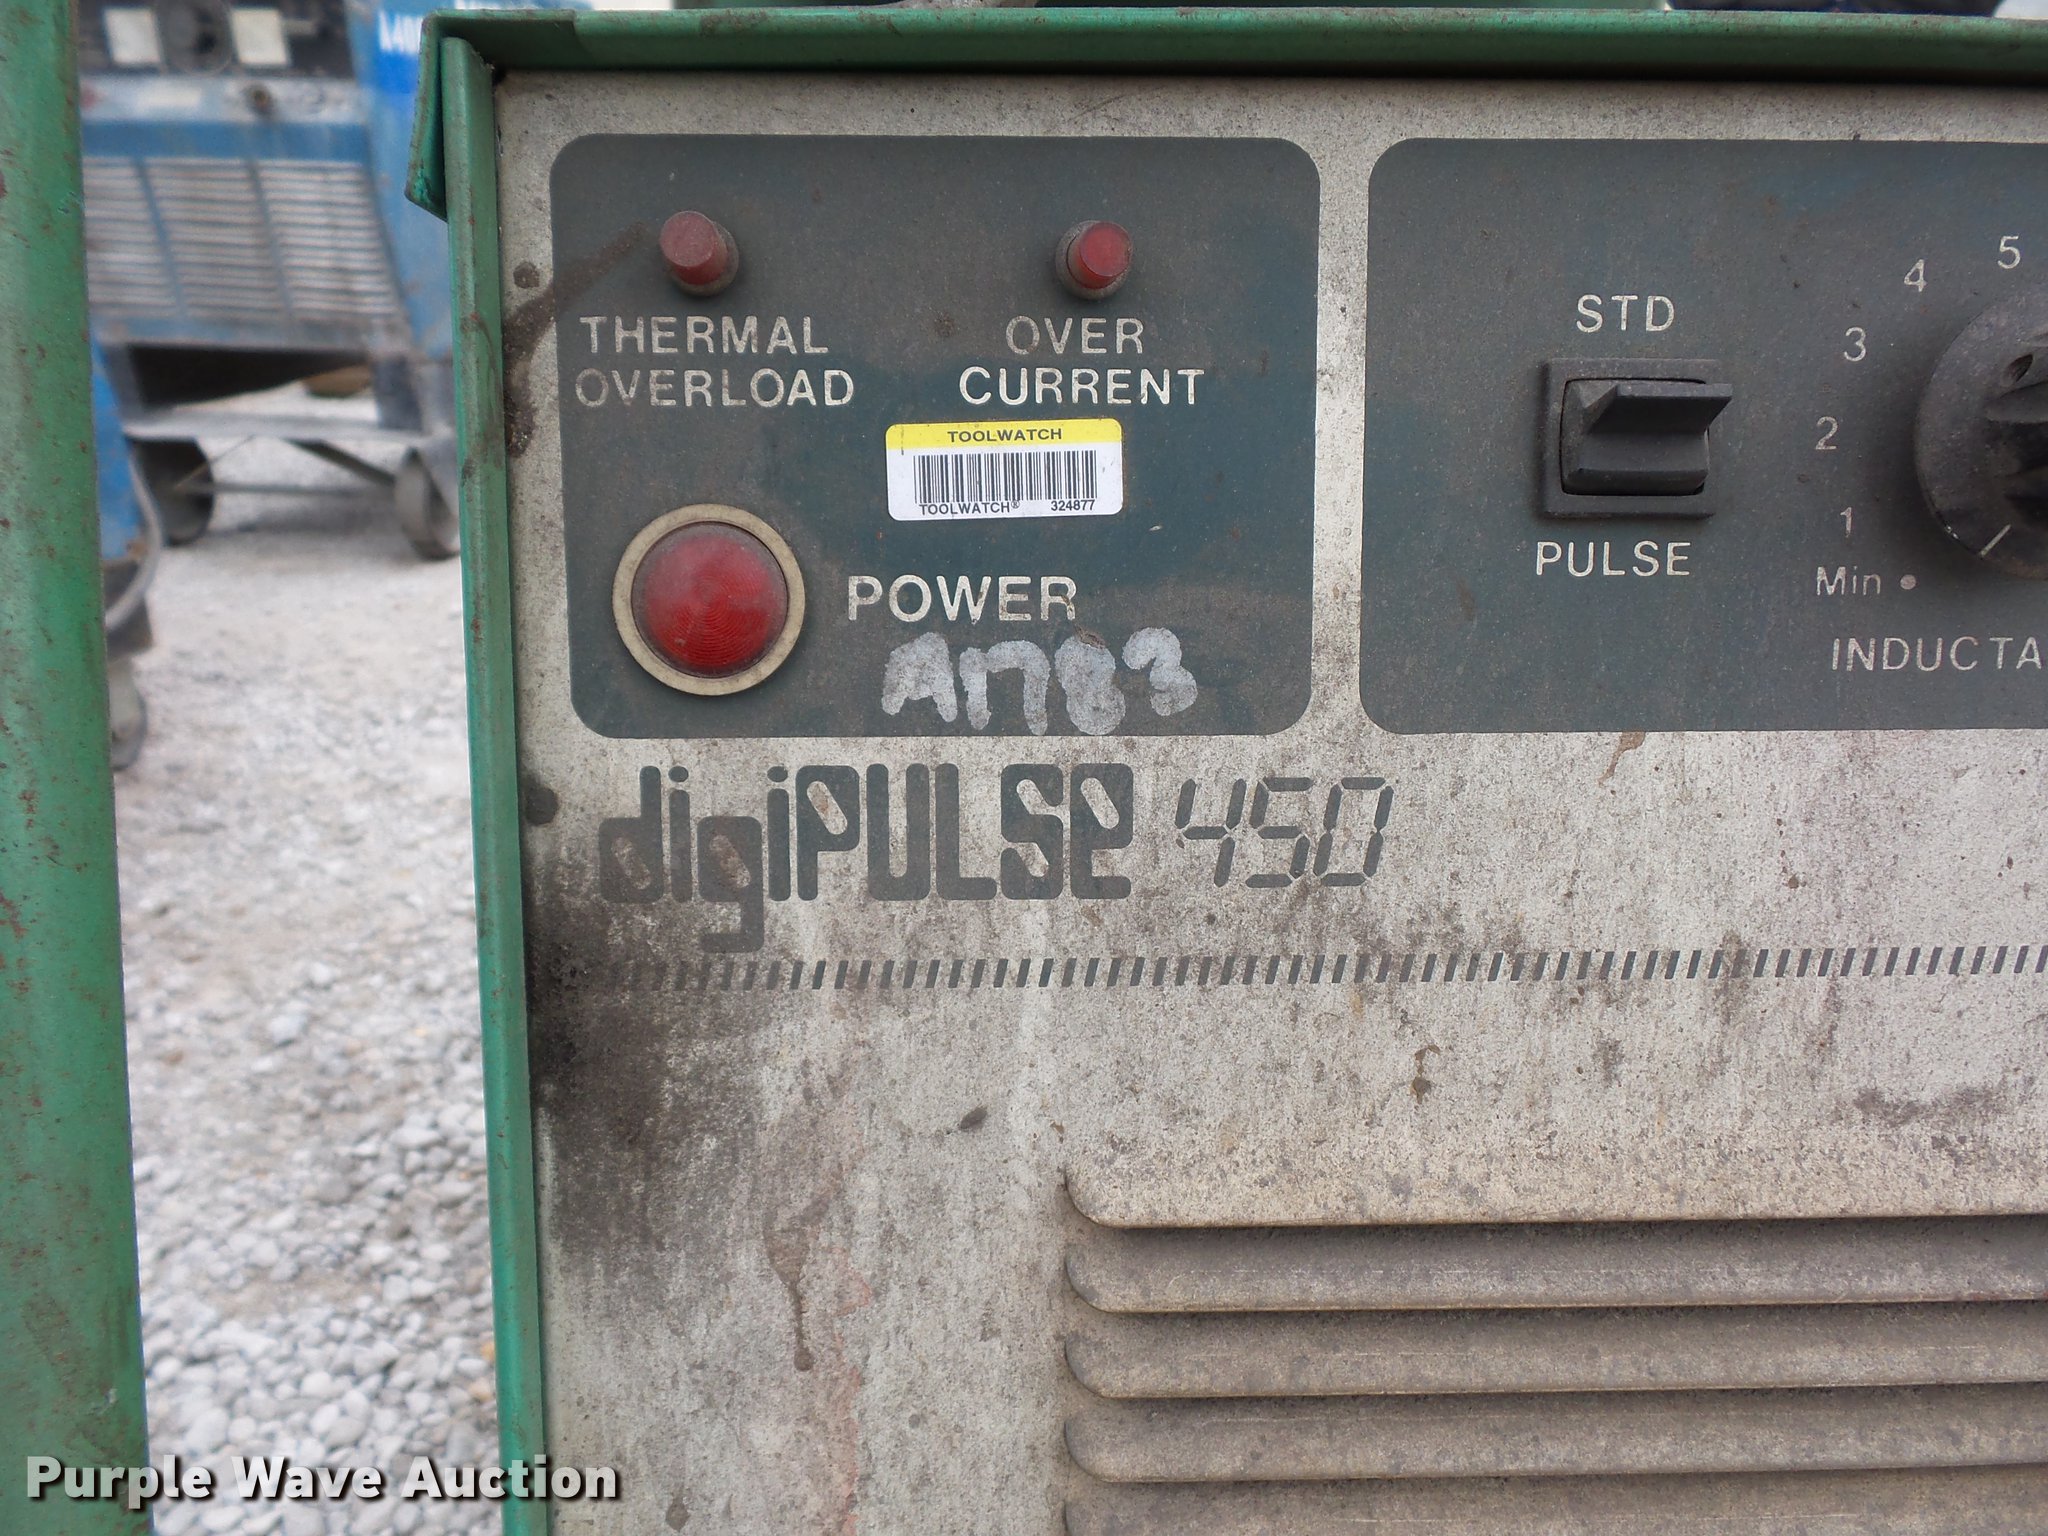 THERMAL
OVERLOAD
OVER
CURRENT
TOOLWATCH
TOOLWATCH® 324877
POWER
A1783
STD
PULSE
5
4
3
2
1
Min
INDUCTA
digiPULSE 450
Purple Wave Auction